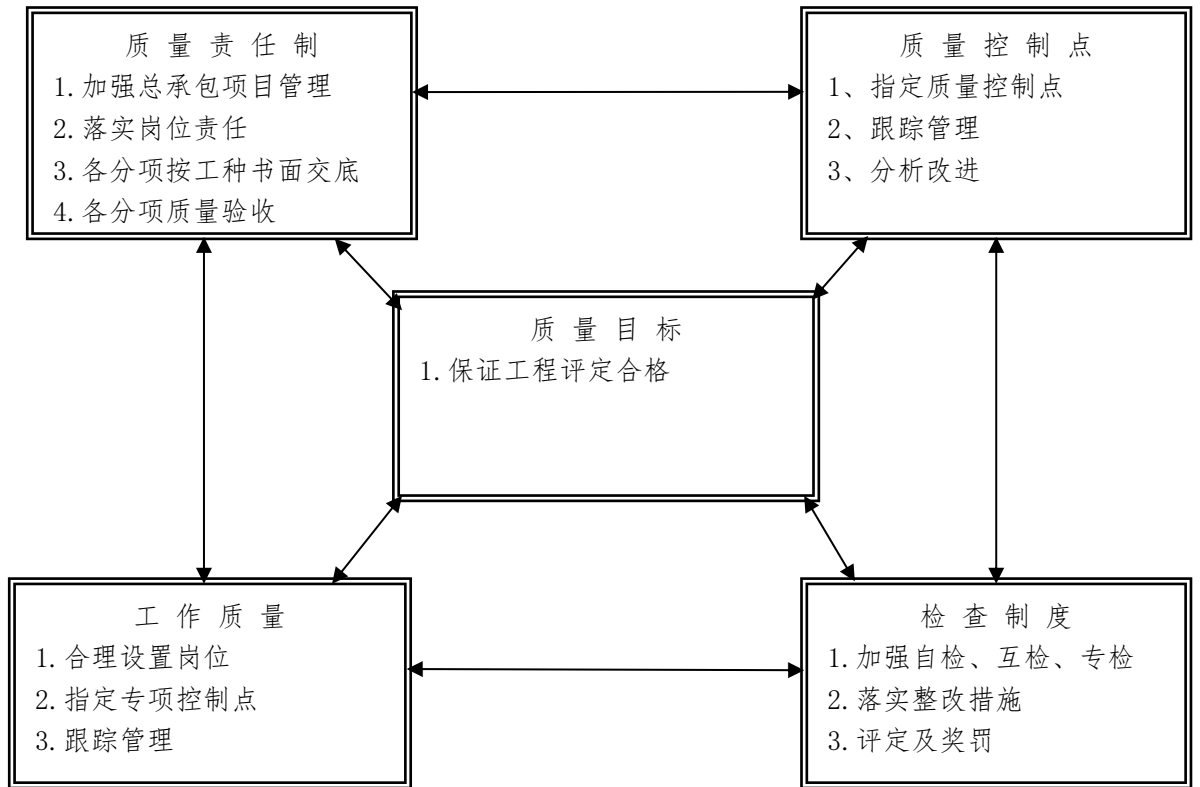 质量责任制
1.加强总承包项目管理
2.落实岗位责任
3.各分项按工种书面交底
4.各分项质量验收
质量控制点
1、指定质量控制点
2、跟踪管理
3、分析改进
质量目标
1.保证工程评定合格
工作质量
1.合理设置岗位
2.指定专项控制点
3.跟踪管理
检查制度
1.加强自检、互检、专检
2.落实整改措施
3.评定及奖罚